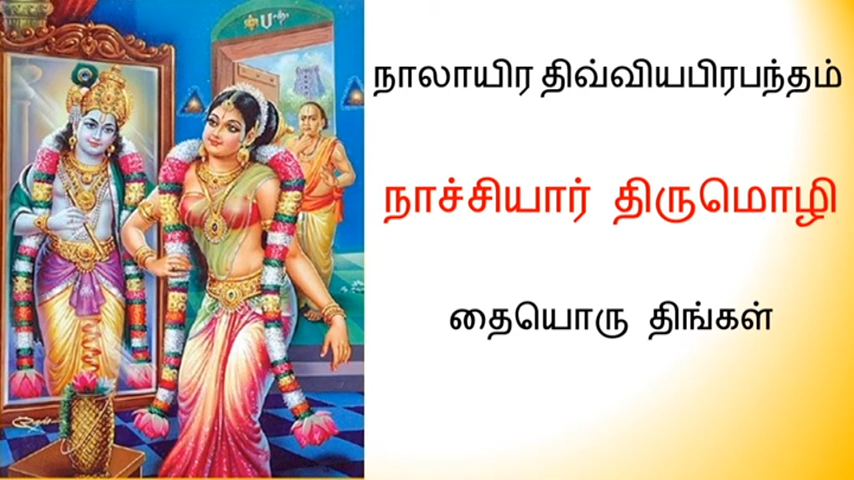 நாலாயிர திவ்வியபிரபந்தம்
நாச்சியார் திருமொழி
தையொரு திங்கள்